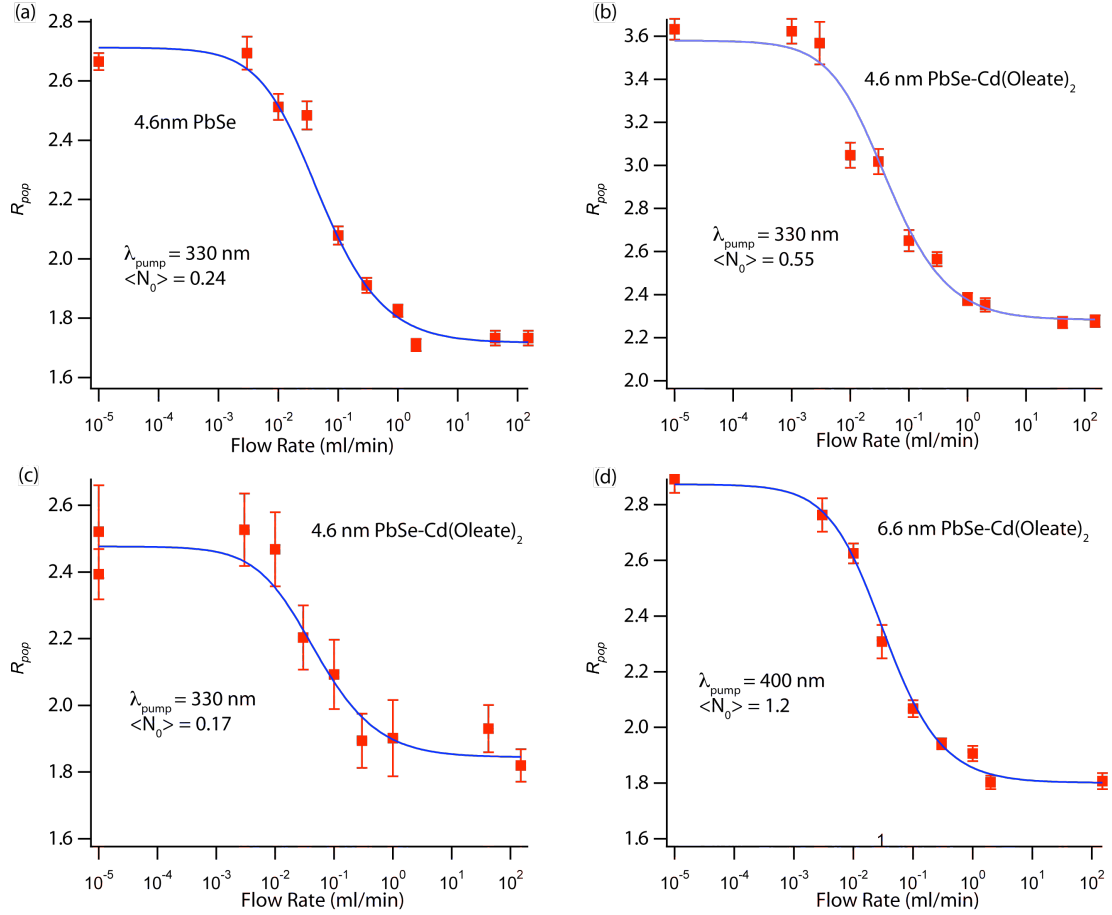 (a)
2.8
2.6
2.4
2.2
2.0
1.8
1.6
R_pop
4.6nm PbSe
λ_pump = 330 nm
<N_0> = 0.24
10^-5 10^-4 10^-3 10^-2 10^-1 10^0 10^1 10^2
Flow Rate (ml/min)
(b)
3.6
3.4
3.2
3.0
2.8
2.6
2.4
2.2
2.0
R_pop
4.6 nm PbSe-Cd(Oleate)_2
λ_pump = 330 nm
<N_0> = 0.55
10^-5 10^-4 10^-3 10^-2 10^-1 10^0 10^1 10^2
Flow Rate (ml/min)
(c)
2.6
2.4
2.2
2.0
1.8
1.6
R_pop
4.6 nm PbSe-Cd(Oleate)_2
λ_pump = 330 nm
<N_0> = 0.17
10^-5 10^-4 10^-3 10^-2 10^-1 10^0 10^1 10^2
Flow Rate (ml/min)
(d)
2.8
2.6
2.4
2.2
2.0
1.8
1.6
R_pop
6.6 nm PbSe-Cd(Oleate)_2
λ_pump = 400 nm
<N_0> = 1.2
1
10^-5 10^-4 10^-3 10^-2 10^-1 10^0 10^1 10^2
Flow Rate (ml/min)